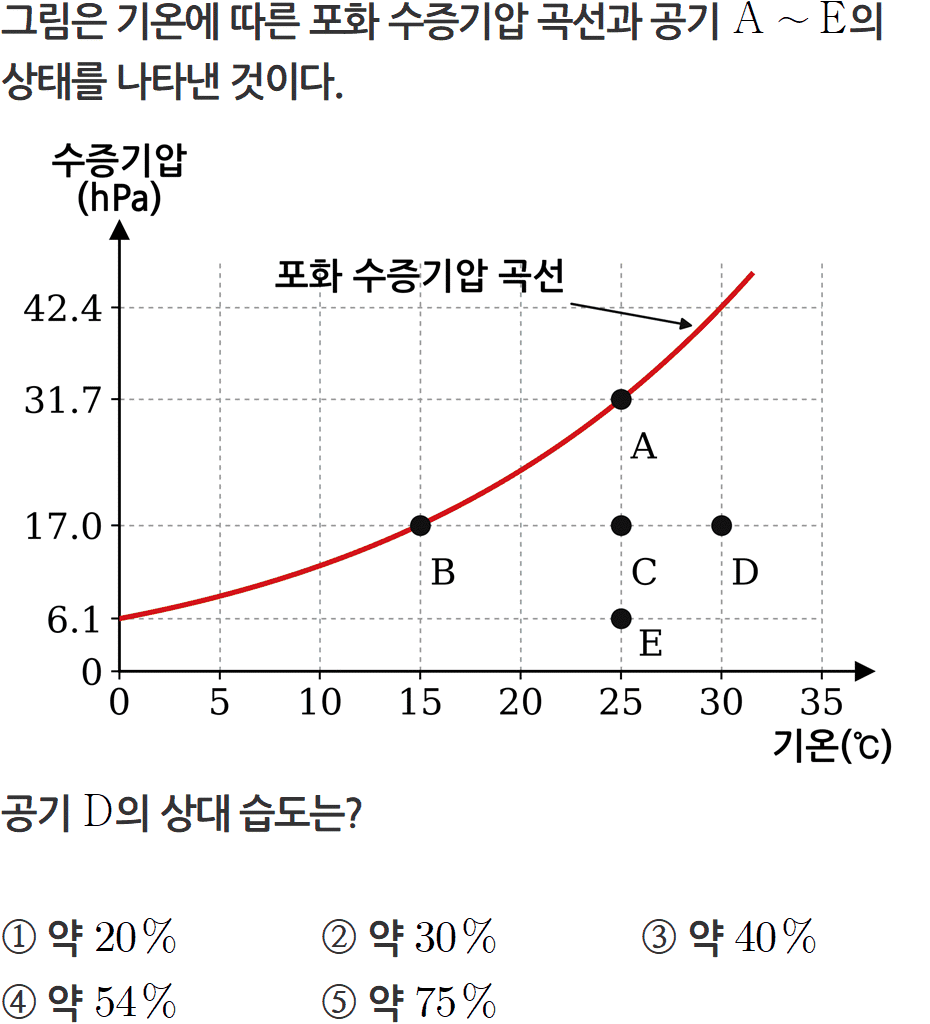 그림은 기온에 따른 포화 수증기압 곡선과 공기 A ~ E의
상태를 나타낸 것이다.
수증기압
(hPa)
포화 수증기압 곡선
42.4
31.7
A
17.0
B
C
D
6.1
E
0
0 5 10 15 20 25 30 35
기온(℃)
공기 D의 상대 습도는?
① 약 20% ② 약 30% ③ 약 40%
④ 약 54% ⑤ 약 75%